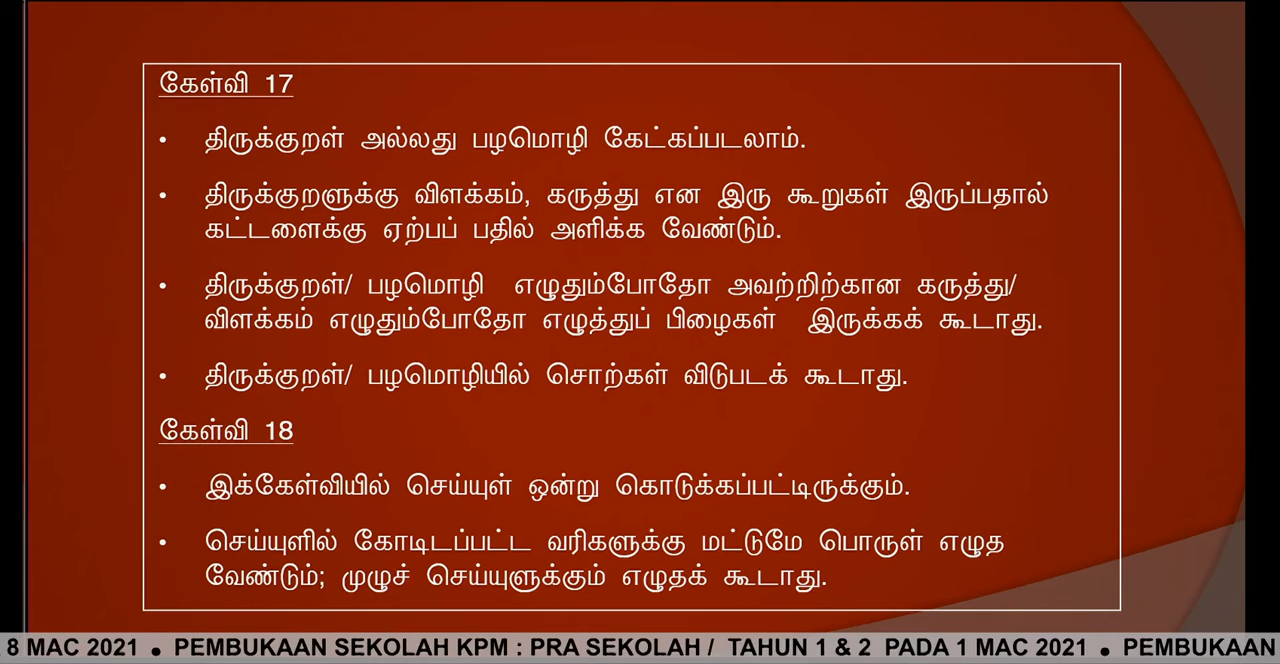 கேள்வி 17
• திருக்குறள் அல்லது பழமொழி கேட்கப்படலாம்.
• திருக்குறளுக்கு விளக்கம், கருத்து என இரு கூறுகள் இருப்பதால்
கட்டளைக்கு ஏற்பப் பதில் அளிக்க வேண்டும்.
• திருக்குறள்/ பழமொழி எழுதும்போதோ அவற்றிற்கான கருத்து/
விளக்கம் எழுதும்போதோ எழுத்துப் பிழைகள் இருக்கக் கூடாது.
• திருக்குறள்/ பழமொழியில் சொற்கள் விடுபடக் கூடாது.
கேள்வி 18
• இக்கேள்வியில் செய்யுள் ஒன்று கொடுக்கப்பட்டிருக்கும்.
• செய்யுளில் கோடிடப்பட்ட வரிகளுக்கு மட்டுமே பொருள் எழுத
வேண்டும்; முழுச் செய்யுளுக்கும் எழுதக் கூடாது.
8 MAC 2021 • PEMBUKAAN SEKOLAH KPM : PRA SEKOLAH / TAHUN 1 & 2 PADA 1 MAC 2021 • PEMBUKAAN